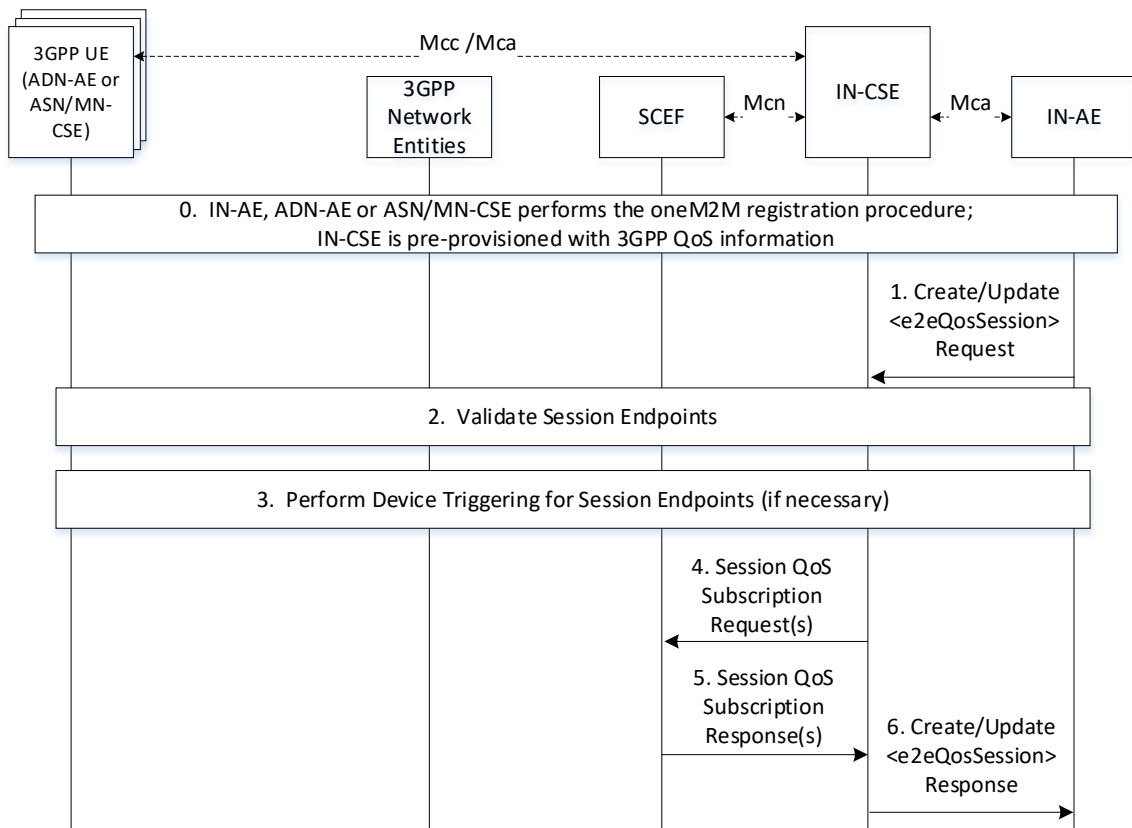 Mcc /Mca
3GPP UE
(ADN-AE or
ASN/MN-
CSE)
3GPP
Network
Entities
SCEF
Mcn
IN-CSE
Mca
IN-AE
0. IN-AE, ADN-AE or ASN/MN-CSE performs the oneM2M registration procedure;
IN-CSE is pre-provisioned with 3GPP QoS information
1. Create/Update
<e2eQosSession>
Request
2. Validate Session Endpoints
3. Perform Device Triggering for Session Endpoints (if necessary)
4. Session QoS
Subscription
Request(s)
5. Session QoS
Subscription
Response(s)
6. Create/Update
<e2eQosSession>
Response